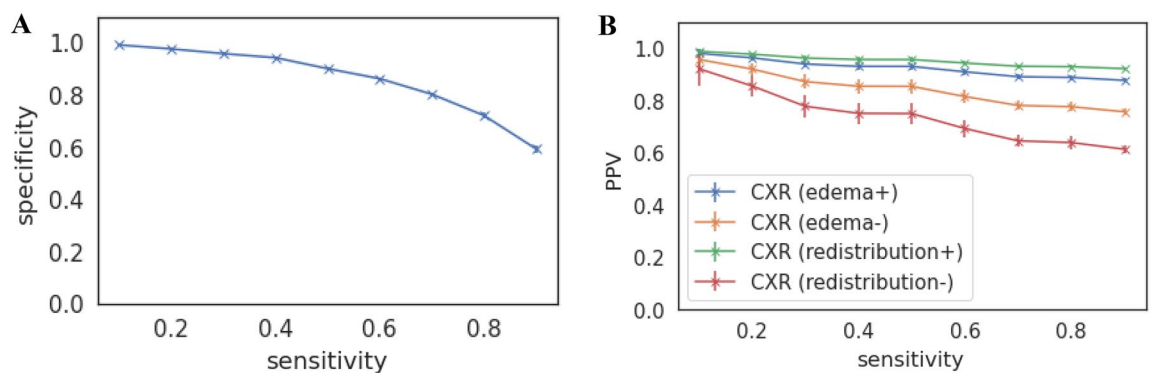 A
1.0
0.8
0.6
0.4
0.2
0.0
specificity
0.2 0.4 0.6 0.8
sensitivity
B
1.0
0.8
0.6
0.4
0.2
0.0
PPV
CXR (edema+)
CXR (edema-)
CXR (redistribution+)
CXR (redistribution-)
0.2 0.4 0.6 0.8
sensitivity